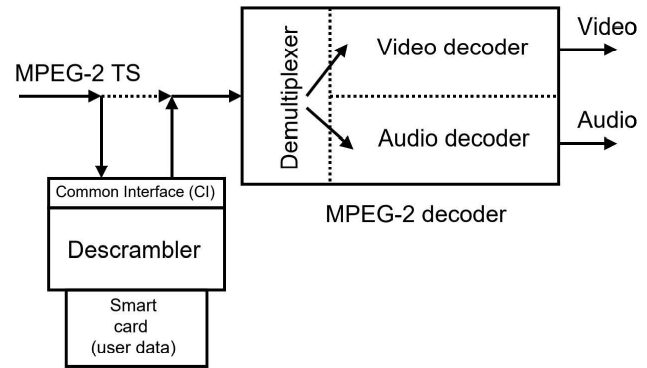 Video
Video decoder
MPEG-2 TS
Demultiplexer
Audio
Audio decoder
Common Interface (CI)
MPEG-2 decoder
Descrambler
Smart
card
(user data)